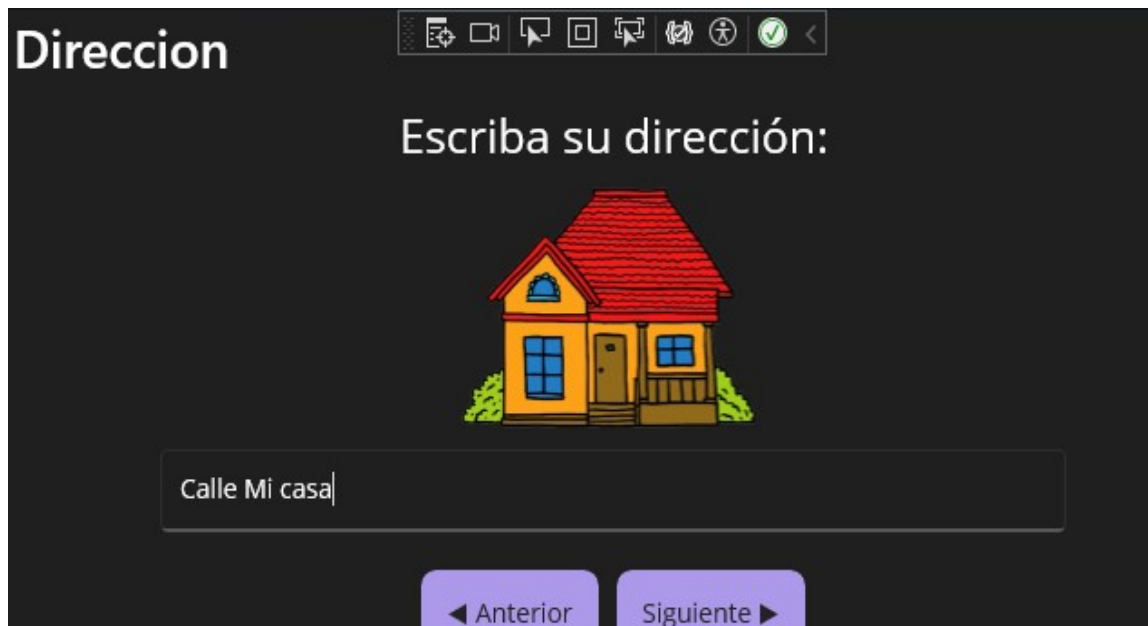 Direccion
Escriba su dirección:
Calle Mi casa
◀ Anterior
Siguiente ▶